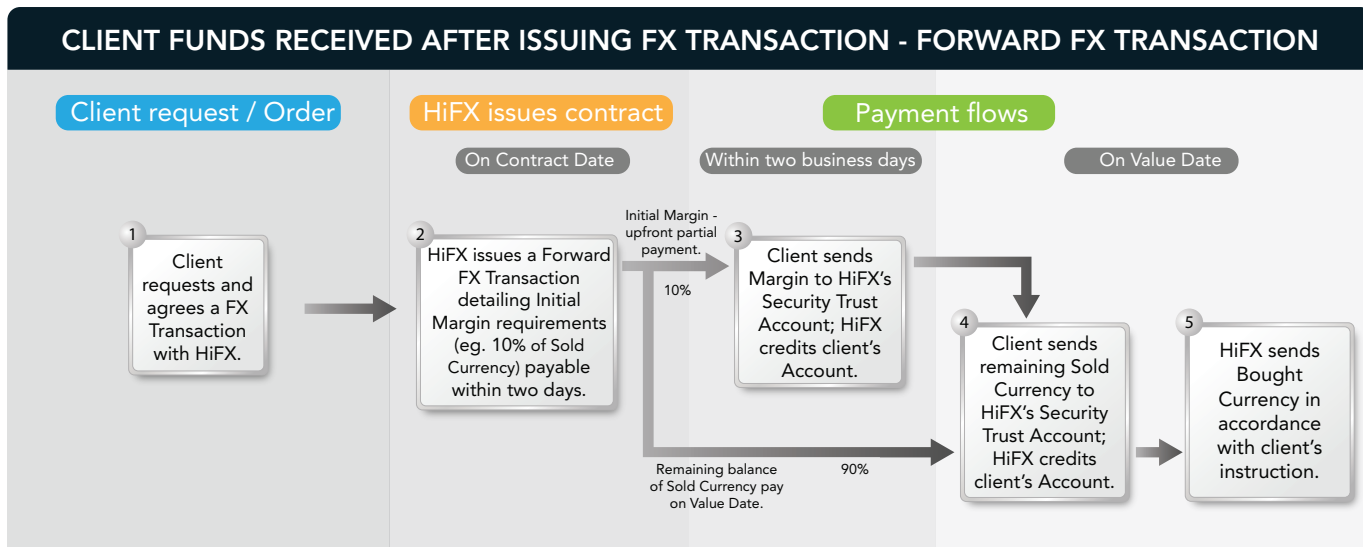 CLIENT FUNDS RECEIVED AFTER ISSUING FX TRANSACTION - FORWARD FX TRANSACTION
Client request / Order
HiFX issues contract
Payment flows
On Contract Date
Within two business days
On Value Date
1
Client
requests and
agrees a FX
Transaction
with HiFX.
2
HiFX issues a Forward
FX Transaction
detailing Initial
Margin requirements
(eg. 10% of Sold
Currency) payable
within two days.
Initial Margin -
upfront partial
payment.
10%
3
Client sends
Margin to HiFX's
Security Trust
Account; HiFX
credits client's
Account.
Remaining balance
of Sold Currency pay
on Value Date.
90%
4
Client sends
remaining Sold
Currency to
HiFX's Security
Trust Account;
HiFX credits
client's Account.
5
HiFX sends
Bought
Currency in
accordance
with client's
instruction.